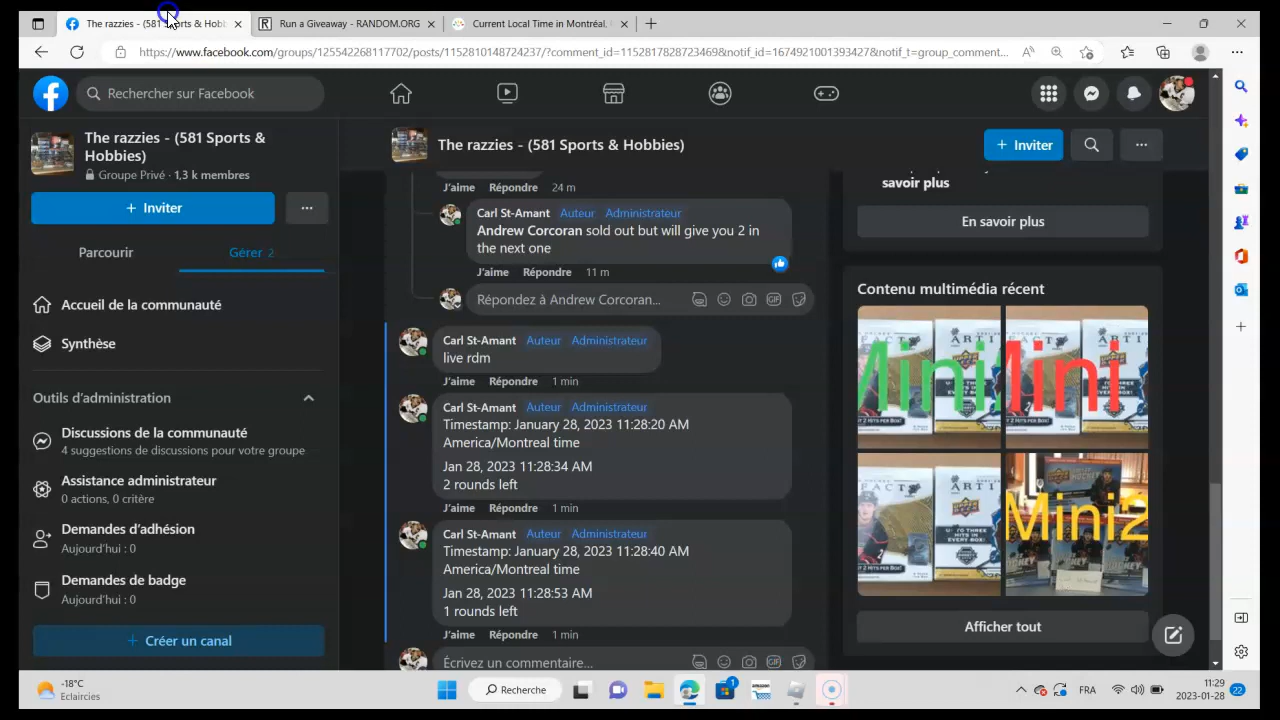 The razzies - (581 Sports & Hobb
Run a Giveaway - RANDOM.ORG
Current Local Time in Montréal,
https://www.facebook.com/groups/125542268117702/posts/1152810148724237/?comment_id=1152817828723469&notif_id=1674921001393427&notif_t=group_comment...
Rechercher sur Facebook
The razzies - (581 Sports &
Hobbies)
Groupe Privé · 1,3 k membres
+ Inviter
...
Parcourir
Gérer 2
Accueil de la communauté
Synthèse
Outils d'administration
Discussions de la communauté
4 suggestions de discussions pour votre groupe
Assistance administrateur
0 actions, 0 critère
Demandes d'adhésion
Aujourd'hui : 0
Demandes de badge
Aujourd'hui : 0
+ Créer un canal
The razzies - (581 Sports & Hobbies)
+ Inviter
...
J'aime Répondre 24 m
Carl St-Amant Auteur Administrateur
Andrew Corcoran sold out but will give you 2 in
the next one
J'aime Répondre 11 m
Répondez à Andrew Corcoran...
GIF
Carl St-Amant Auteur Administrateur
live rdm
J'aime Répondre 1 min
Carl St-Amant Auteur Administrateur
Timestamp: January 28, 2023 11:28:20 AM
America/Montreal time
Jan 28, 2023 11:28:34 AM
2 rounds left
J'aime Répondre 1 min
Carl St-Amant Auteur Administrateur
Timestamp: January 28, 2023 11:28:40 AM
America/Montreal time
Jan 28, 2023 11:28:53 AM
1 rounds left
J'aime Répondre 1 min
Écrivez un commentaire...
GIF
savoir plus
En savoir plus
Contenu multimédia récent
Mini
Mini
Mini2
Afficher tout
-18°C
Eclaircies
Recherche
1
FRA
11:29
2023-01-28
22